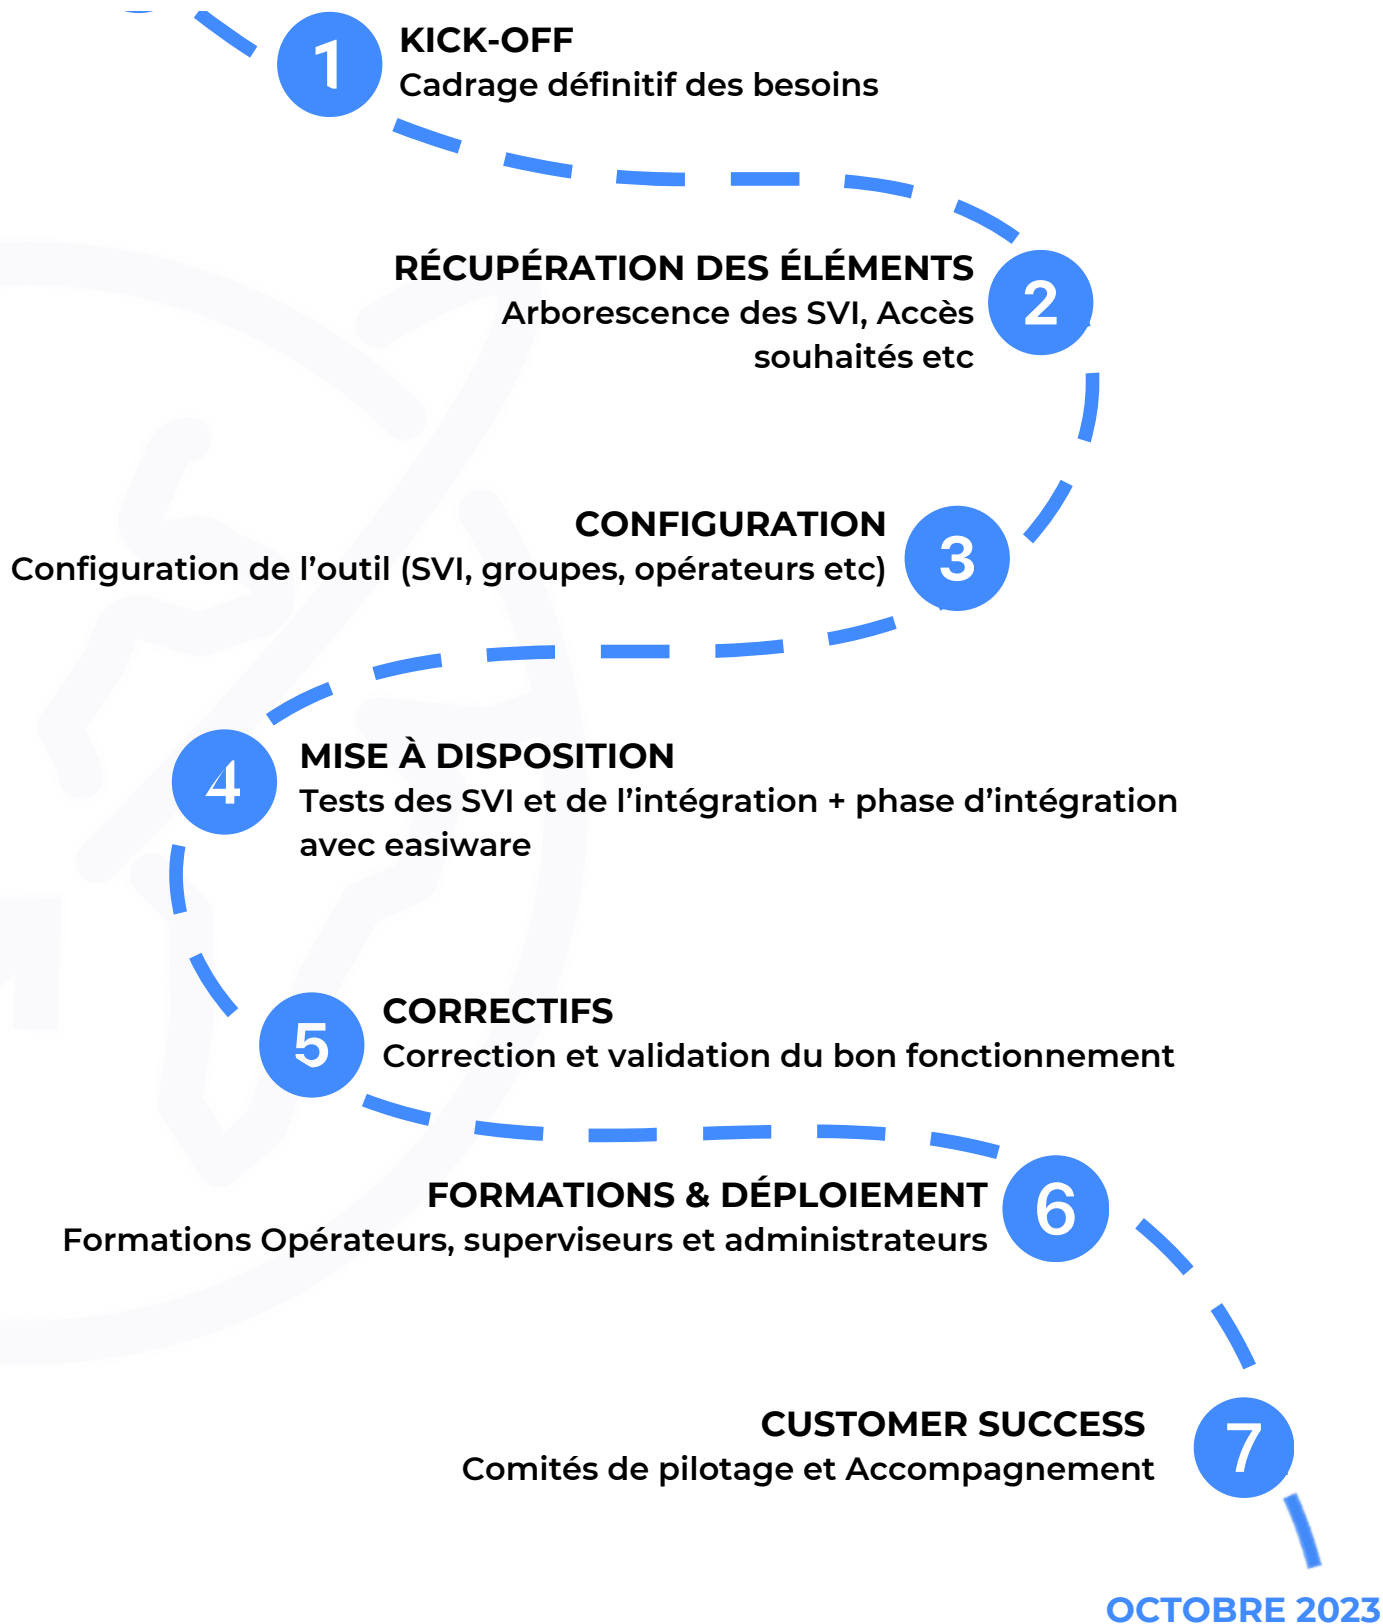 1
KICK-OFF
Cadrage définitif des besoins
RÉCUPÉRATION DES ÉLÉMENTS
Arborescence des SVI, Accès
souhaités etc
2
CONFIGURATION
Configuration de l’outil (SVI, groupes, opérateurs etc)
3
4
MISE À DISPOSITION
Tests des SVI et de l’intégration + phase d’intégration
avec easiware
5
CORRECTIFS
Correction et validation du bon fonctionnement
FORMATIONS & DÉPLOIEMENT
Formations Opérateurs, superviseurs et administrateurs
6
CUSTOMER SUCCESS
Comités de pilotage et Accompagnement
7
OCTOBRE 2023